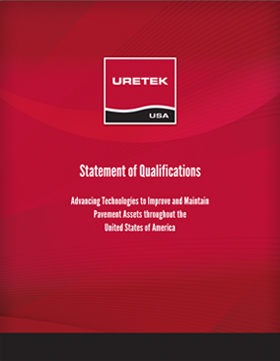 URETEK
USA
Statement of Qualifications
Advancing Technologies to Improve and Maintain
Pavement Assets throughout the
United States of America